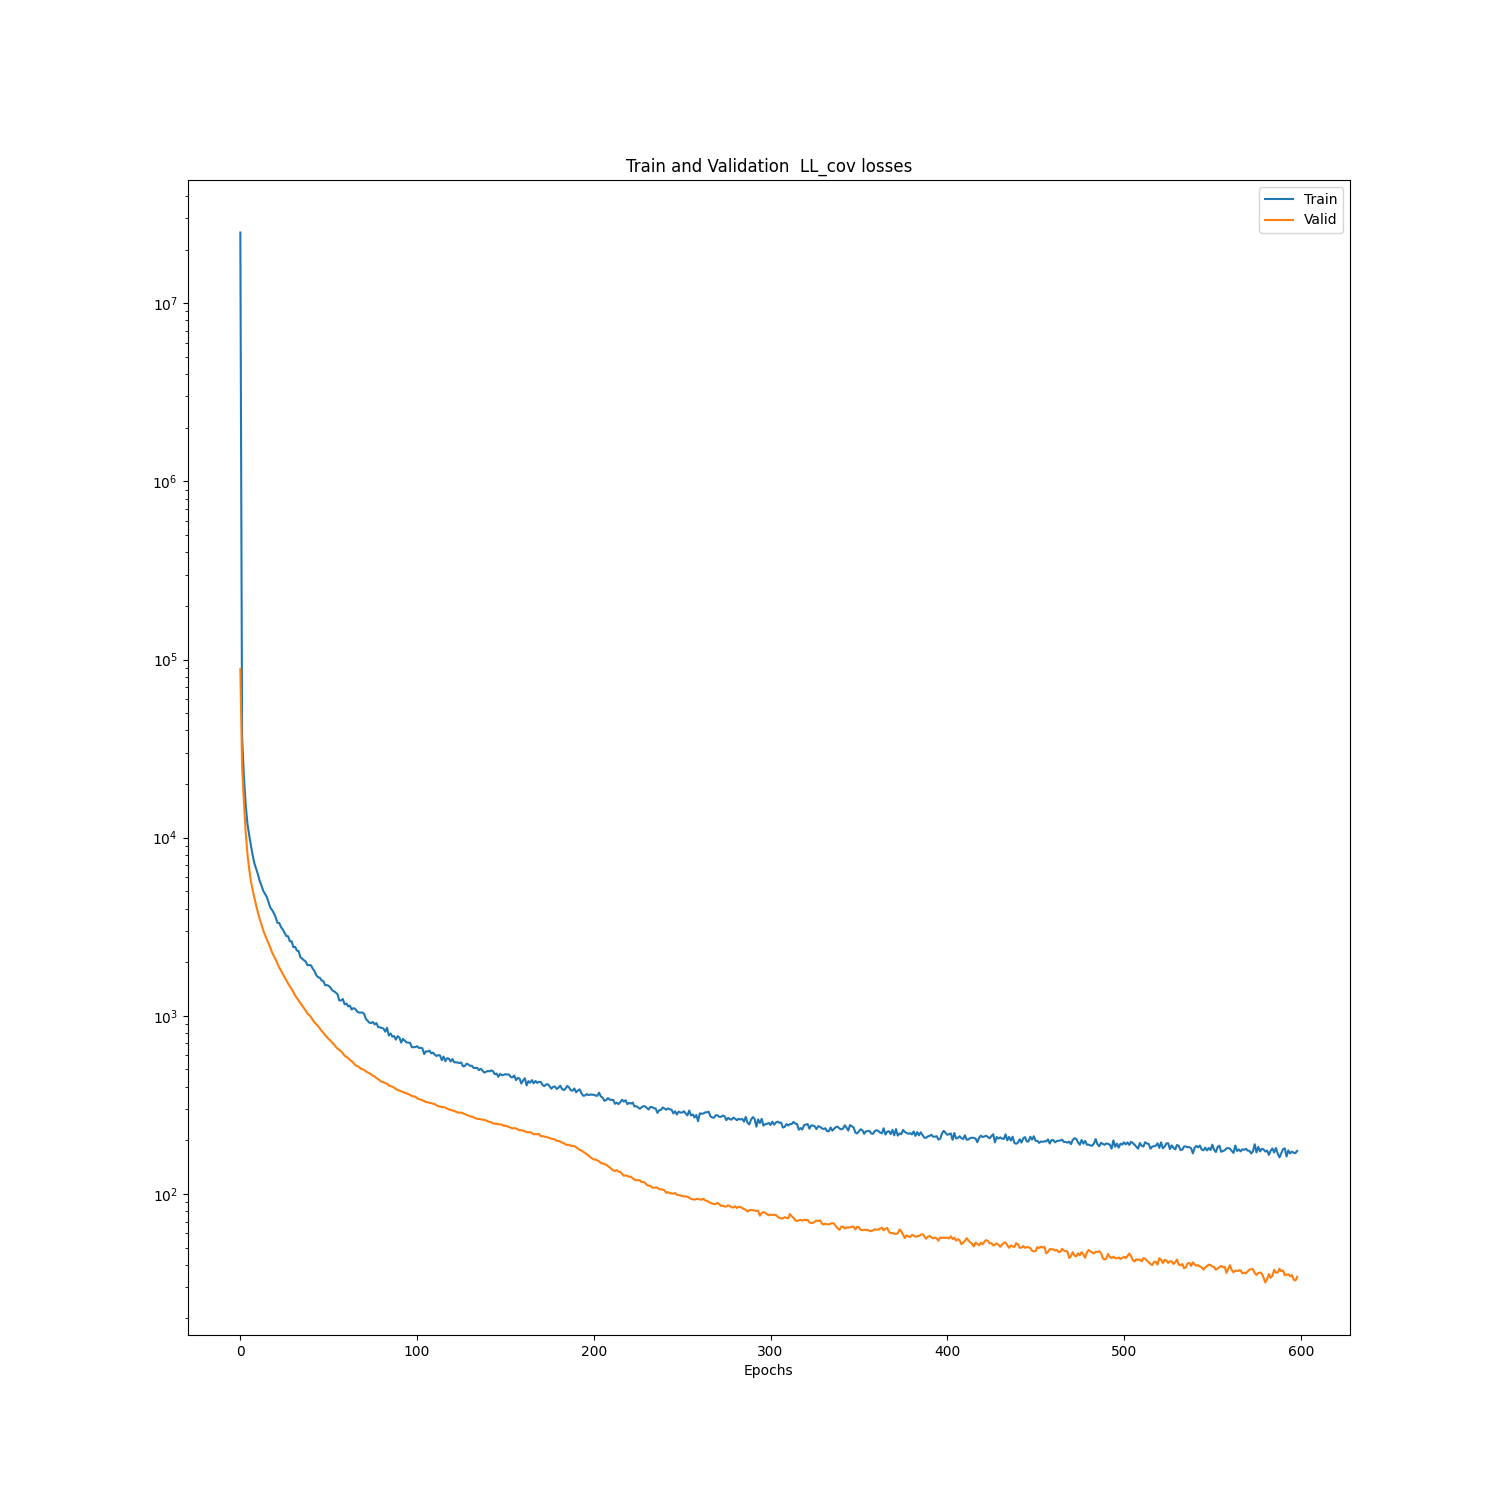 Train and Validation  LL_cov losses
Train
Valid
10⁷
10⁶
10⁵
10⁴
10³
10²
0 100 200 300 400 500 600
Epochs